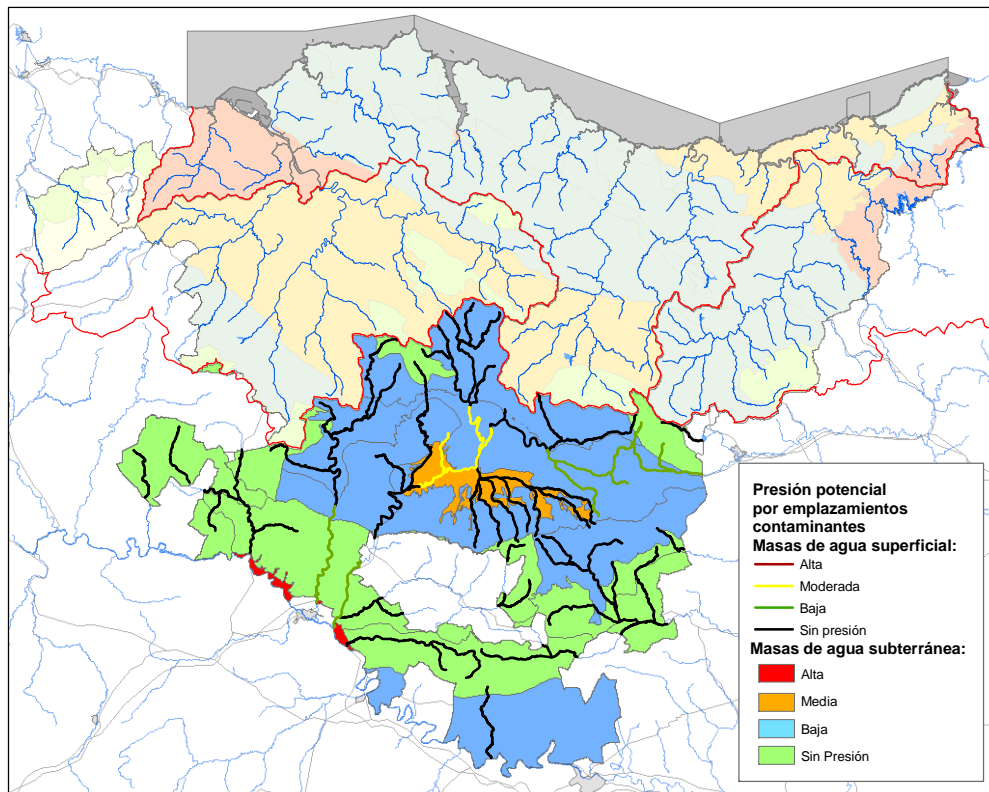 Presión potencial
por emplazamientos
contaminantes
Masas de agua superficial:
Alta
Moderada
Baja
Sin presión
Masas de agua subterránea:
Alta
Media
Baja
Sin Presión